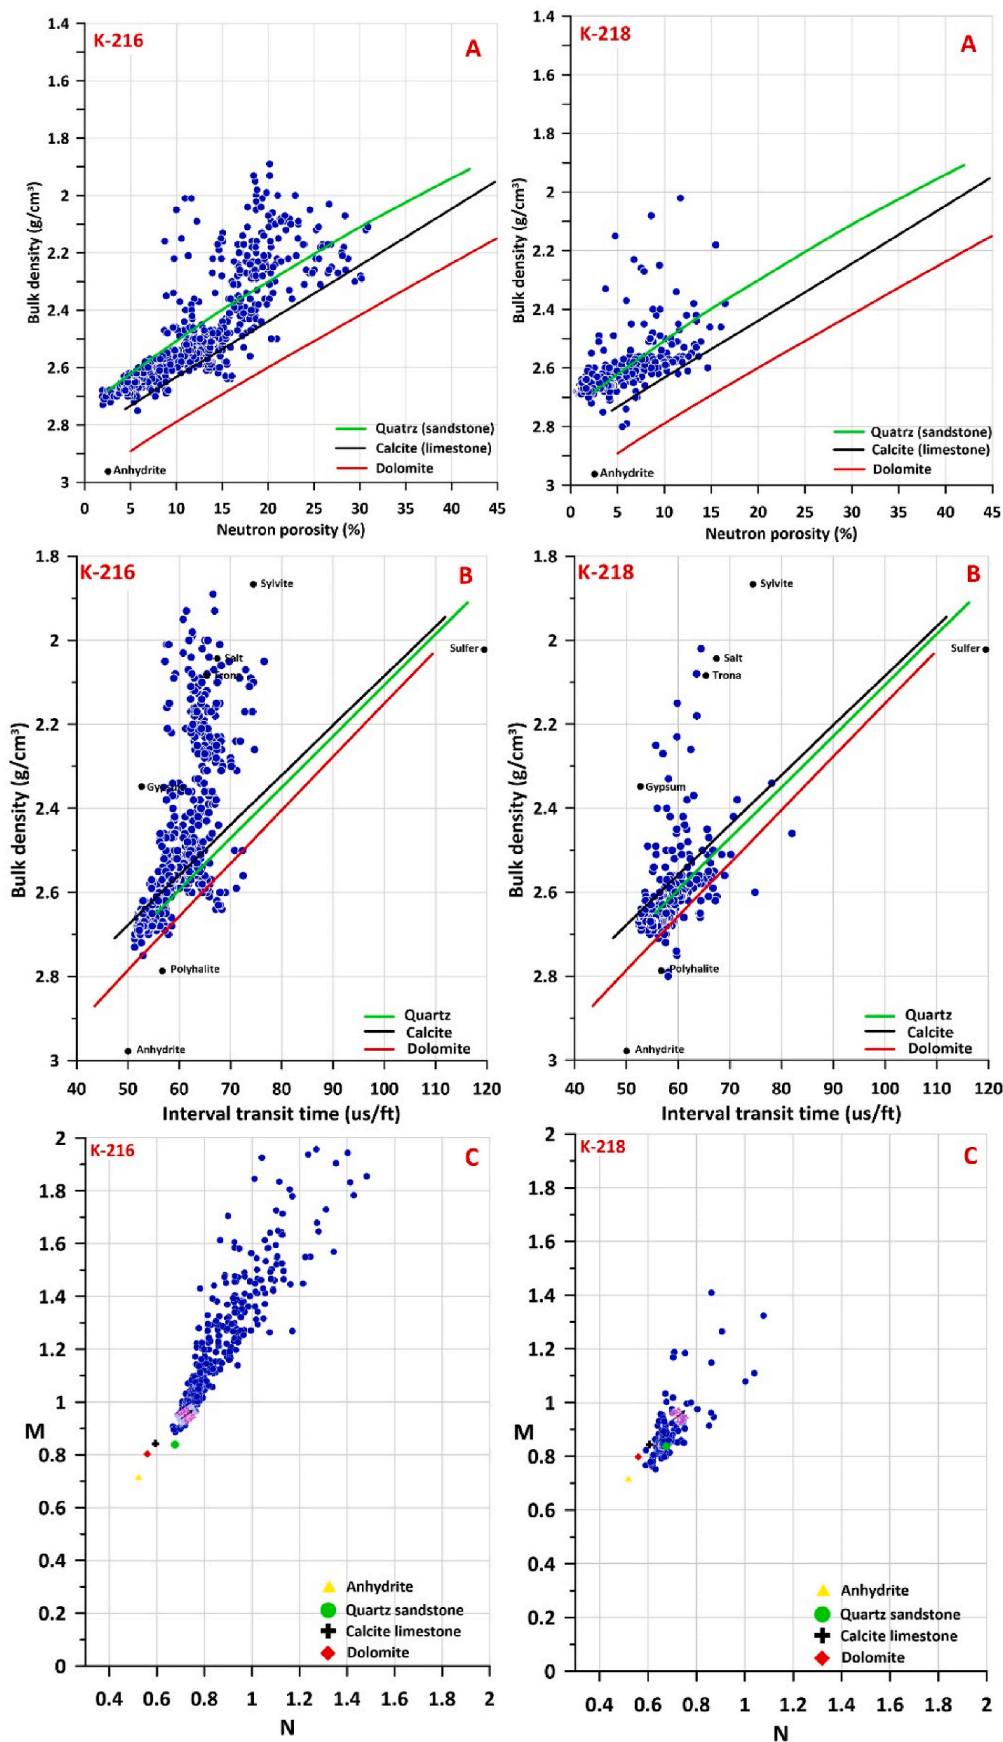 K-216
A
1.4
1.6
1.8
2
2.2
2.4
2.6
2.8
3
Bulk density (g/cm³)
Quatrz (sandstone)
Calcite (limestone)
Dolomite
Anhydrite
0 5 10 15 20 25 30 35 40 45
Neutron porosity (%)
K-218
A
1.4
1.6
1.8
2
2.2
2.4
2.6
2.8
3
Bulk density (g/cm³)
Quatrz (sandstone)
Calcite (limestone)
Dolomite
Anhydrite
0 5 10 15 20 25 30 35 40 45
Neutron porosity (%)
K-216
B
1.8
2
2.2
2.4
2.6
2.8
3
Bulk density (g/cm³)
Sylvite
Salt
Sulfer
Trona
Gypsum
Polyhalite
Anhydrite
Quartz
Calcite
Dolomite
40 50 60 70 80 90 100 110 120
Interval transit time (us/ft)
K-218
B
1.8
2
2.2
2.4
2.6
2.8
3
Bulk density (g/cm³)
Sylvite
Salt
Sulfer
Trona
Gypsum
Polyhalite
Anhydrite
Quartz
Calcite
Dolomite
40 50 60 70 80 90 100 110 120
Interval transit time (us/ft)
K-216
C
2
1.8
1.6
1.4
1.2
1
M
0.8
0.6
0.4
0.2
0
Anhydrite
Quartz sandstone
Calcite limestone
Dolomite
0.4 0.6 0.8 1 1.2 1.4 1.6 1.8 2
N
K-218
C
2
1.8
1.6
1.4
1.2
1
M
0.8
0.6
0.4
0.2
0
Anhydrite
Quartz sandstone
Calcite limestone
Dolomite
0.4 0.6 0.8 1 1.2 1.4 1.6 1.8 2
N